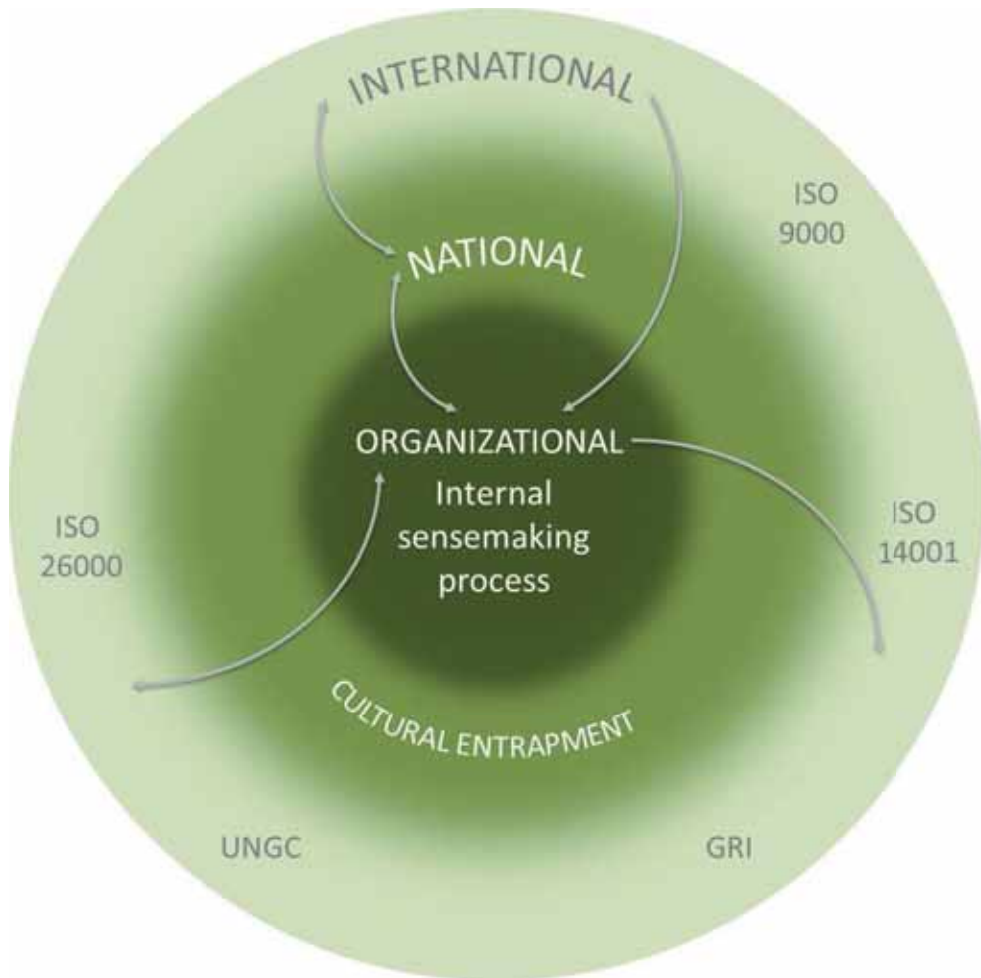 INTERNATIONAL
ISO
9000
NATIONAL
ORGANIZATIONAL
Internal
sensemaking
process
ISO
26000
ISO
14001
CULTURAL ENTRAPMENT
UNGC
GRI